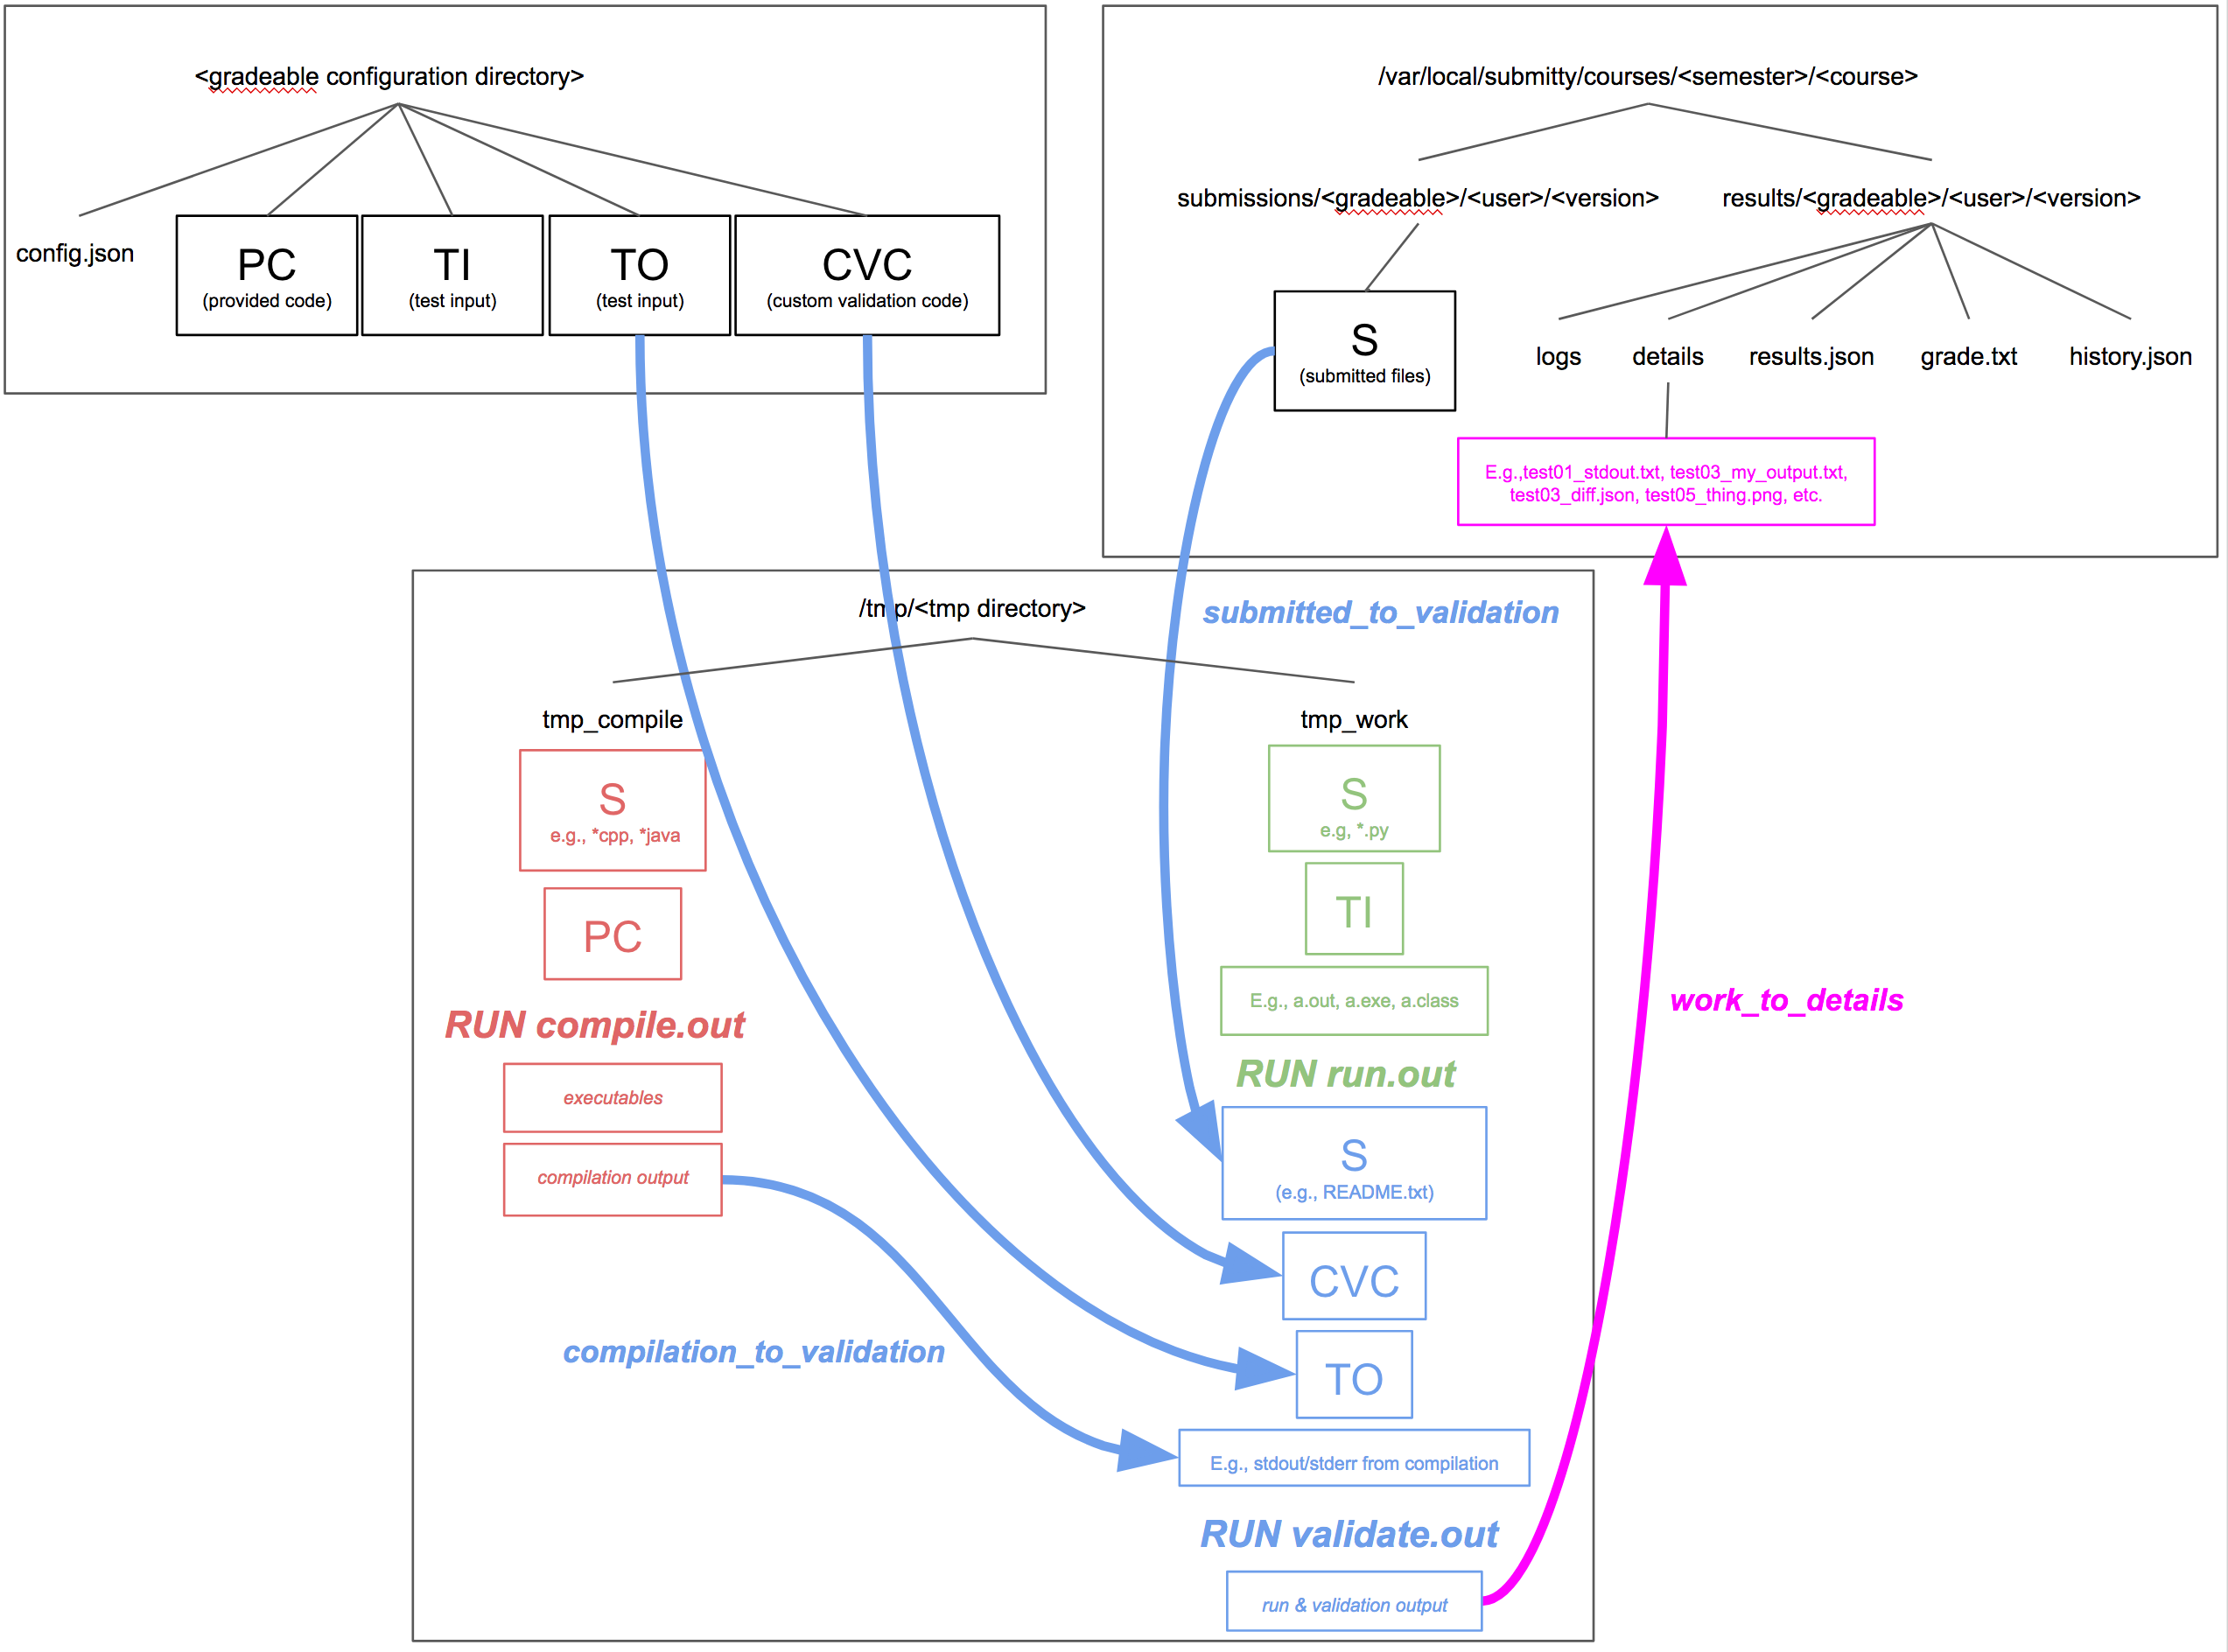 <gradeable configuration directory>
config.json
PC
(provided code)
TI
(test input)
TO
(test input)
CVC
(custom validation code)
/var/local/submitty/courses/<semester>/<course>
submissions/<gradeable>/<user>/<version>
results/<gradeable>/<user>/<version>
S
(submitted files)
logs
details
results.json
grade.txt
history.json
E.g.,test01_stdout.txt, test03_my_output.txt,
test03_diff.json, test05_thing.png, etc.
/tmp/<tmp directory>
submitted_to_validation
tmp_compile
S
e.g., *cpp, *java
PC
RUN compile.out
executables
compilation output
compilation_to_validation
tmp_work
S
e.g, *.py
TI
E.g., a.out, a.exe, a.class
RUN run.out
S
(e.g., README.txt)
CVC
TO
E.g., stdout/stderr from compilation
RUN validate.out
run & validation output
work_to_details